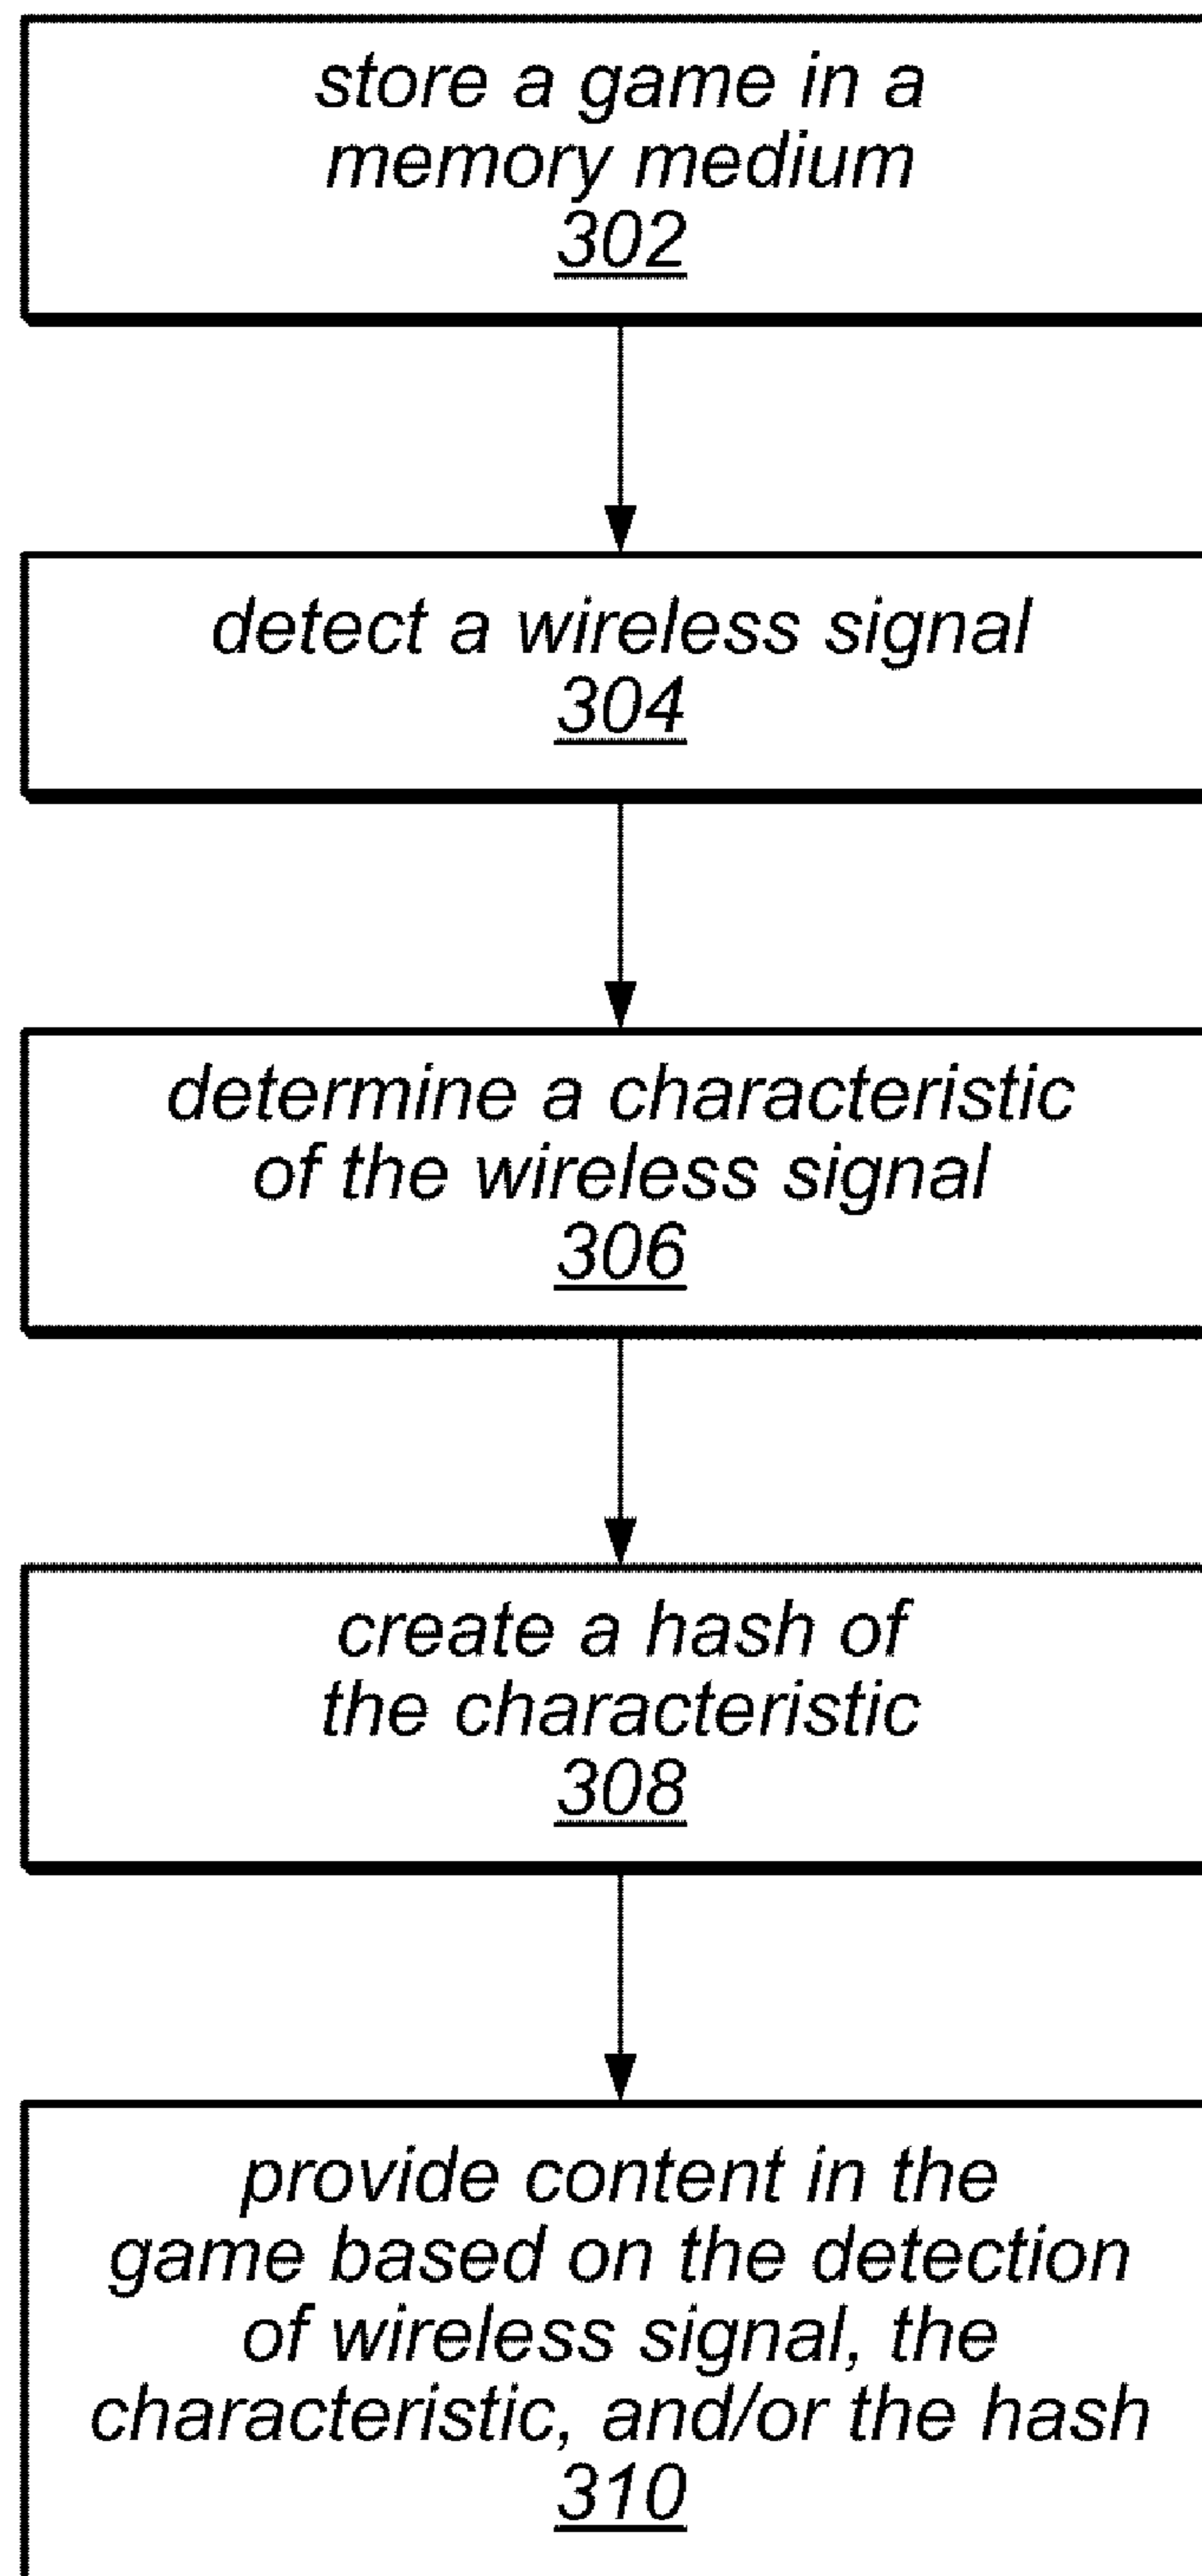 store a game in a
memory medium
302
detect a wireless signal
304
determine a characteristic
of the wireless signal
306
create a hash of
the characteristic
308
provide content in the
game based on the detection
of wireless signal, the
characteristic, and/or the hash
310